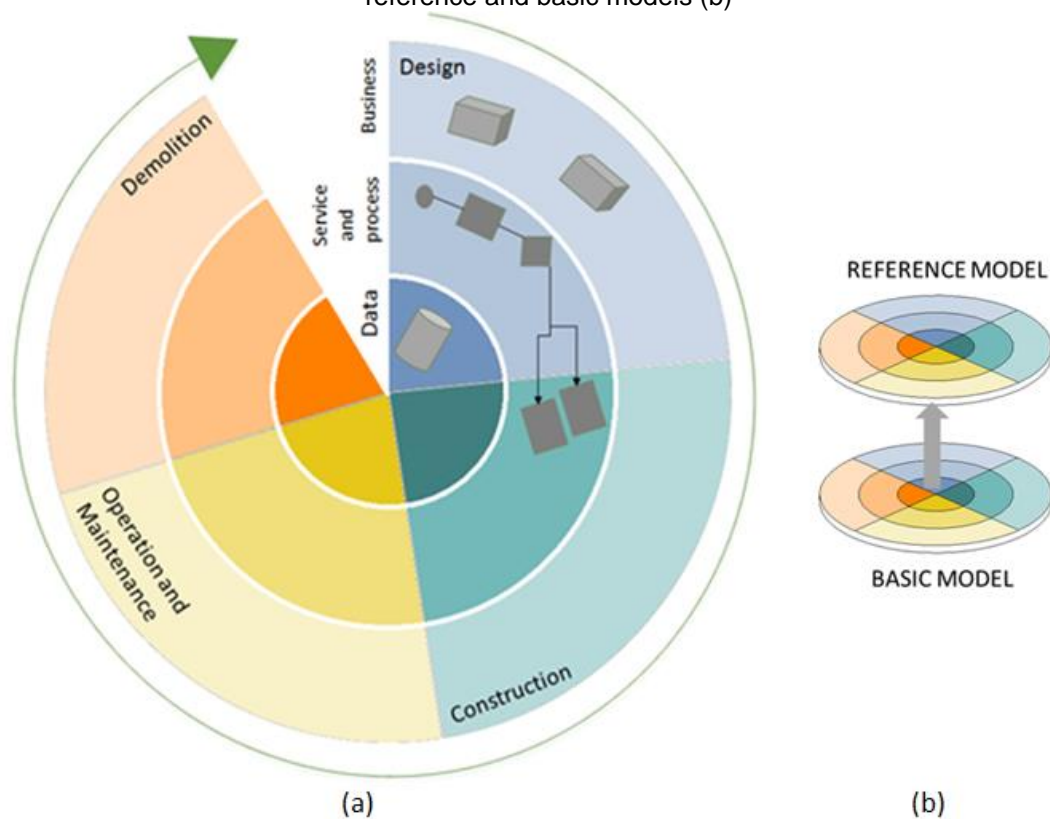 reference and basic models (b)
Design
Business
Service
and
process
Data
Demolition
Operation and
Maintenance
Construction
REFERENCE MODEL
BASIC MODEL
(a)
(b)